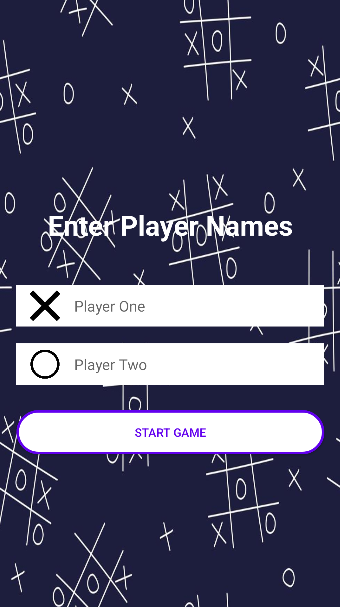 Enter Player Names
Player One
Player Two
START GAME